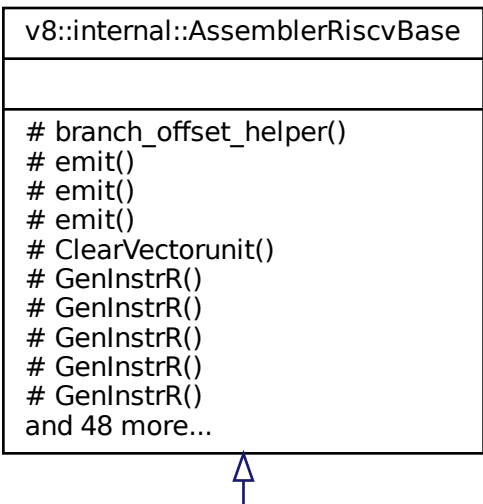 v8::internal::AssemblerRiscvBase
# branch_offset_helper()
# emit()
# emit()
# emit()
# ClearVectorunit()
# GenInstrR()
# GenInstrR()
# GenInstrR()
# GenInstrR()
# GenInstrR()
and 48 more...